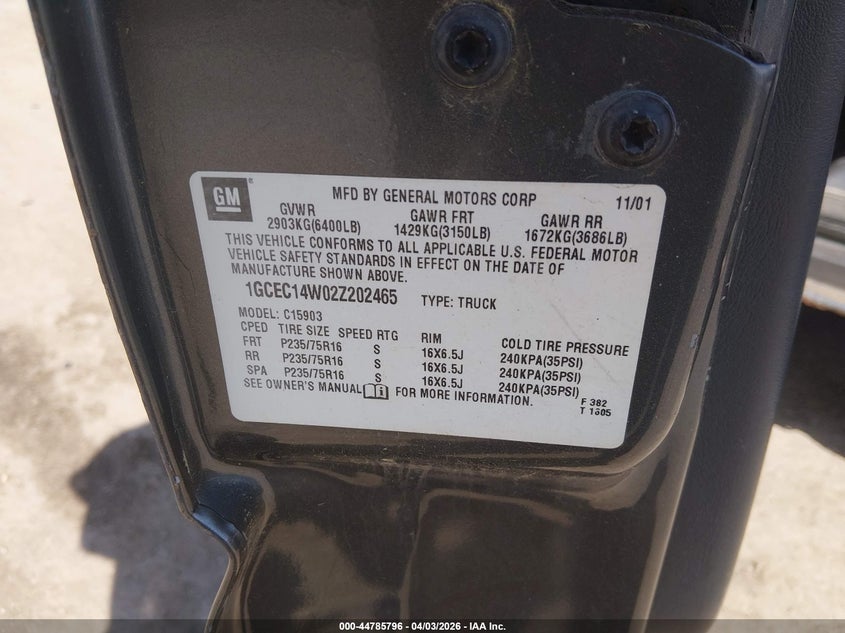 GM ® MFD BY GENERAL MOTORS CORP 11/01
GVWR GAWR FRT GAWR RR
2903KG(6400LB) 1429KG(3150LB) 1672KG(3686LB)
THIS VEHICLE CONFORMS TO ALL APPLICABLE U.S. FEDERAL MOTOR
VEHICLE SAFETY STANDARDS IN EFFECT ON THE DATE OF
MANUFACTURE SHOWN ABOVE.
1GCEC14W02Z202465 TYPE: TRUCK
MODEL: C15903
CPED TIRE SIZE SPEED RTG RIM COLD TIRE PRESSURE
FRT P235/75R16 S 16X6.5J 240KPA(35PSI)
RR P235/75R16 S 16X6.5J 240KPA(35PSI)
SPA P235/75R16 S 16X6.5J 240KPA(35PSI)
SEE OWNER'S MANUAL FOR MORE INFORMATION.
F 382
T 1505
000-44785796 - 04/03/2026 - IAA Inc.